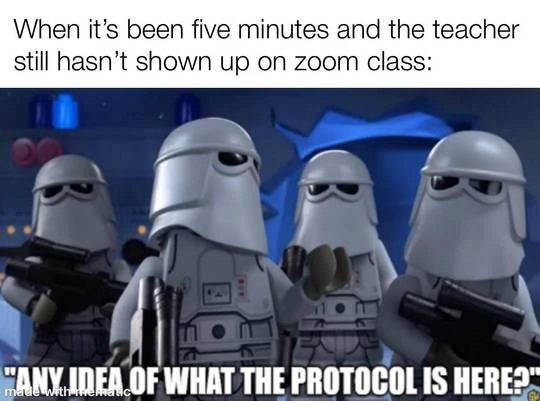 When it’s been five minutes and the teacher
still hasn’t shown up on zoom class:
"ANY IDEA OF WHAT THE PROTOCOL IS HERE?"
made with mematic